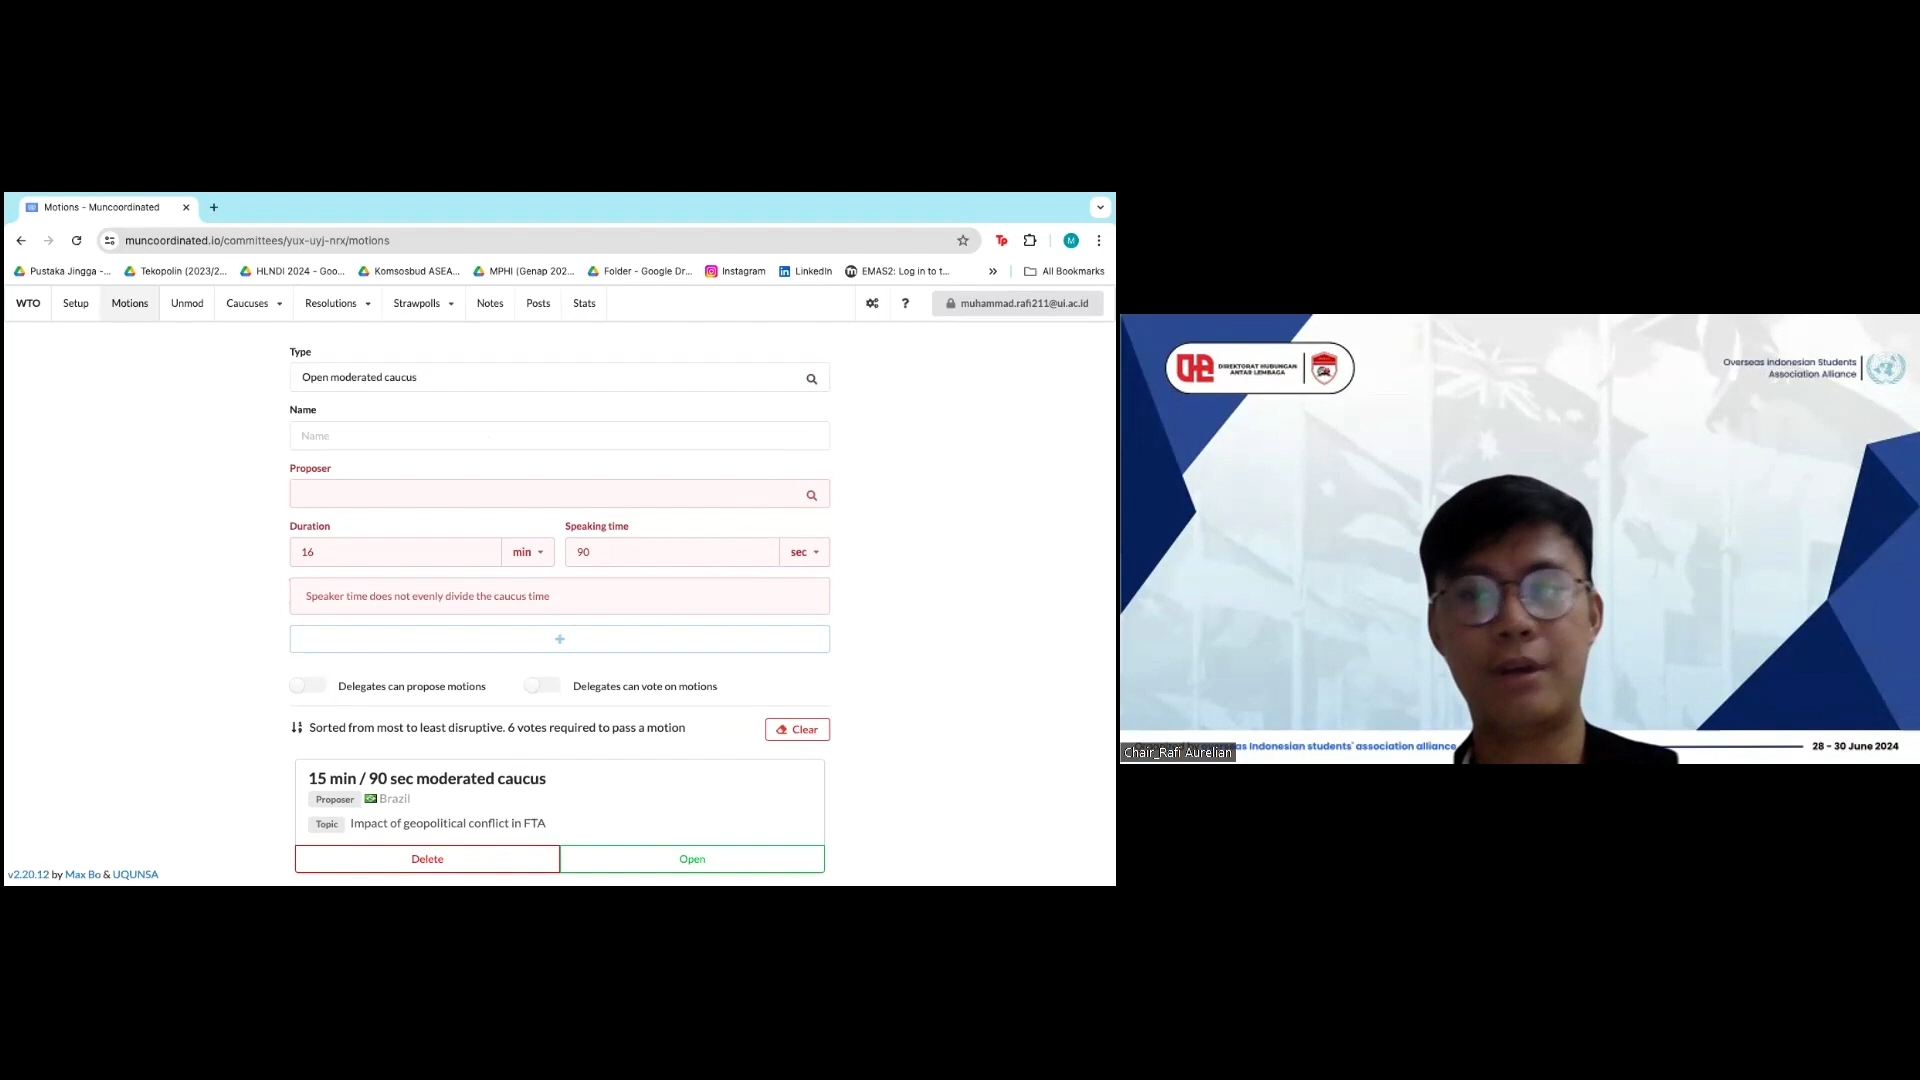 Motions - Muncoordinated
muncoordinated.io/committees/yux-uyj-nrx/motions
M
Pustaka Jingga -...
Tekopolin (2023/2...
HLNDI 2024 - Goo...
Komsosbud ASEA...
MPHI (Genap 202...
Folder - Google Dr...
Instagram
LinkedIn
EMAS2: Log in to t...
»
All Bookmarks
WTO
Setup
Motions
Unmod
Caucuses
Resolutions
Strawpolls
Notes
Posts
Stats
?
muhammad.rafi211@ui.ac.id
Type
Open moderated caucus
Name
Name
Proposer
Duration
Speaking time
16
min
90
sec
Speaker time does not evenly divide the caucus time
Delegates can propose motions
Delegates can vote on motions
Sorted from most to least disruptive. 6 votes required to pass a motion
Clear
15 min / 90 sec moderated caucus
Proposer Brazil
Topic Impact of geopolitical conflict in FTA
Delete
Open
v2.20.12 by Max Bo & UQUNSA
DIREKTORAT HUBUNGAN
ANTAR LEMBAGA
Overseas Indonesian Students
Association Alliance
as Indonesian students' association alliance
28 - 30 June 2024
Chair_Rafi Aurelian